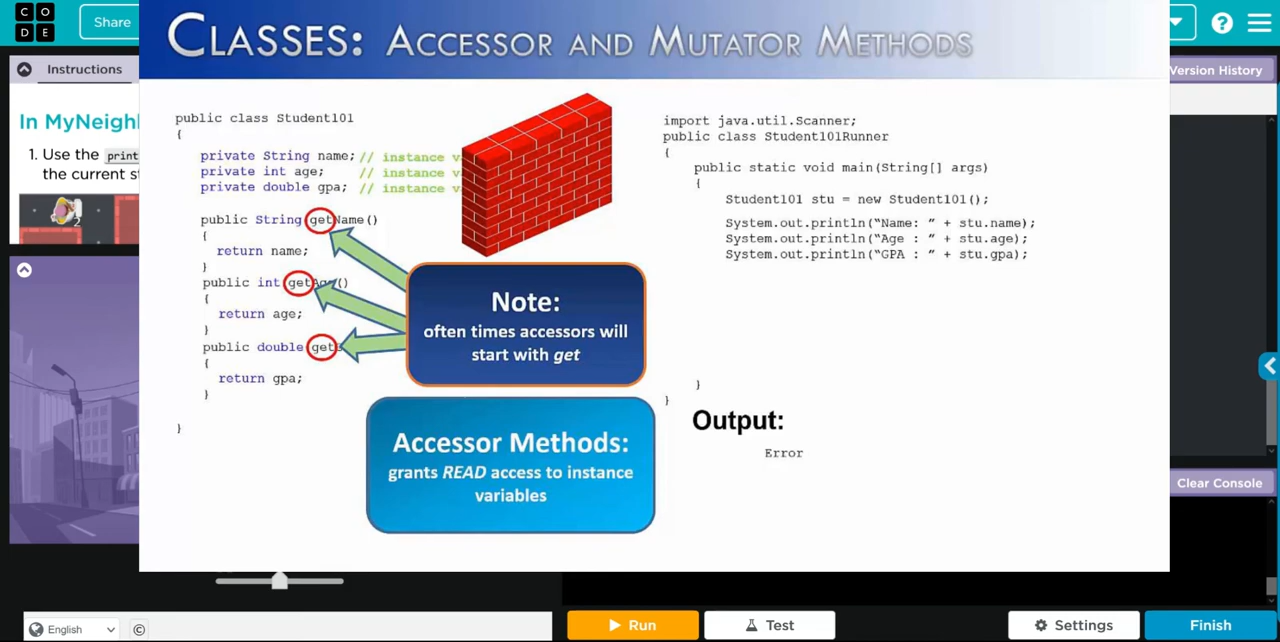 CODE
Share
CLASSES: ACCESSOR AND MUTATOR METHODS
Version History
Instructions
In MyNeigh
1. Use the print
the current s
2
public class Student101
{
private String name; // instance
private int age; // instance
private double gpa; // instance
public String getName()
{
return name;
}
public int getAge()
{
return age;
}
public double get
{
return gpa;
}
}
Note:
often times accessors will
start with get
Accessor Methods:
grants READ access to instance
variables
import java.util.Scanner;
public class Student101Runner
{
public static void main(String[] args)
{
Student101 stu = new Student101();
System.out.println("Name: " + stu.name);
System.out.println("Age : " + stu.age);
System.out.println("GPA : " + stu.gpa);
}
}
Output:
Error
Clear Console
English
©
Run
Test
Settings
Finish